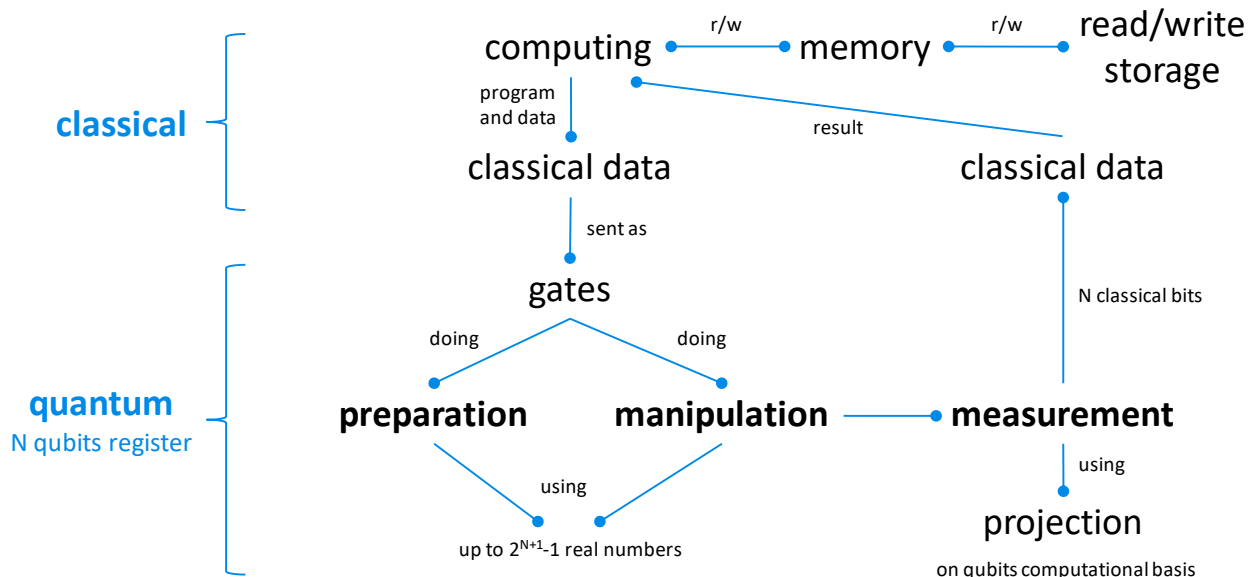 r/w
r/w
computing
memory
read/write
storage
program
and data
classical
result
classical data
classical data
sent as
gates
N classical bits
doing
doing
quantum
N qubits register
preparation
manipulation
measurement
using
using
up to 2ᴺ⁺¹-1 real numbers
projection
on qubits computational basis